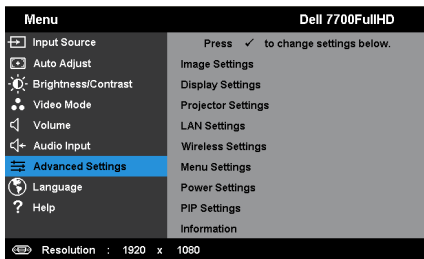 Menu
Dell 7700FullHD
Input Source
Auto Adjust
Brightness/Contrast
Video Mode
Volume
Audio Input
Advanced Settings
Language
? Help
Press ✓ to change settings below.
Image Settings
Display Settings
Projector Settings
LAN Settings
Wireless Settings
Menu Settings
Power Settings
PIP Settings
Information
Resolution : 1920 x 1080